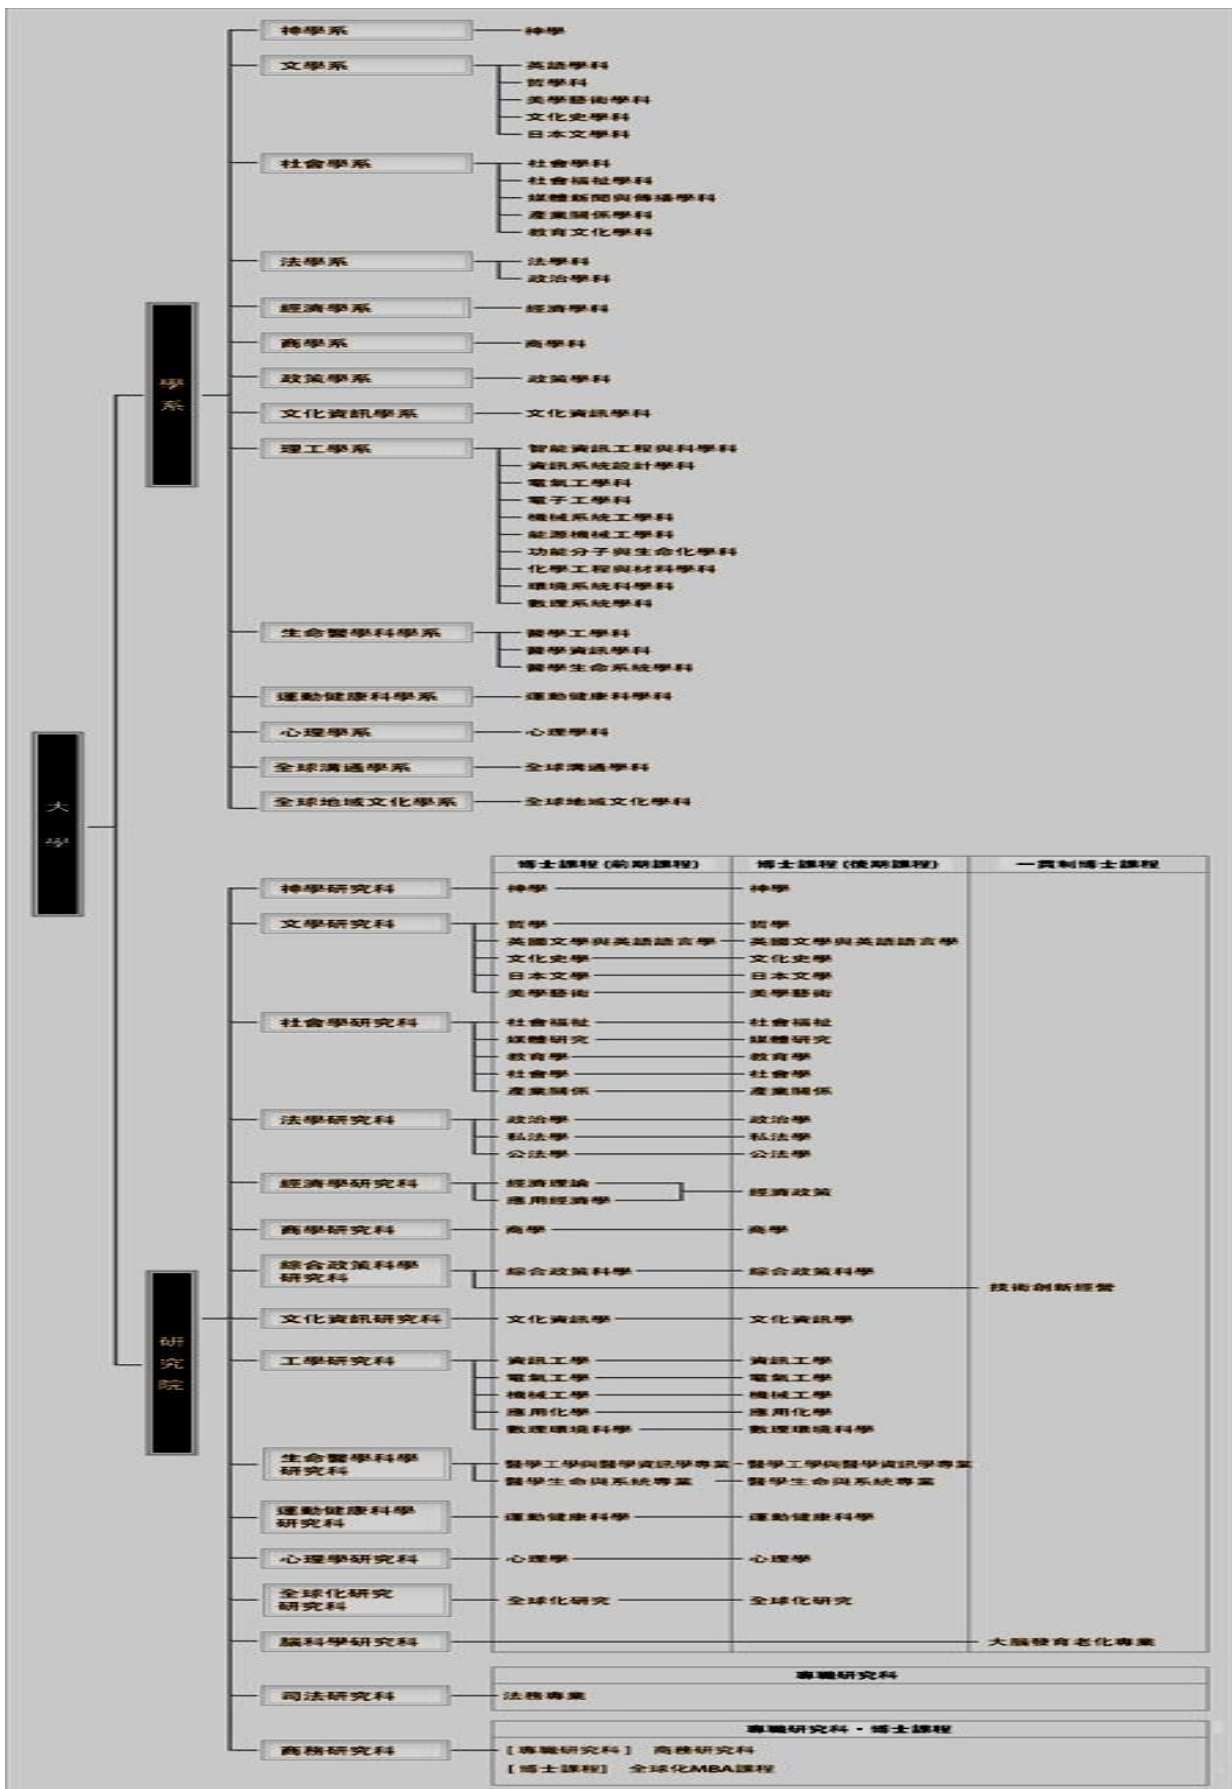 大學
學系
神學系 神學
文學系 英語學科
哲學科
美學藝術學科
文化史學科
日本文學科
社會學系 社會學科
社會福祉學科
媒體新聞與傳播學科
產業關係學科
教育文化學科
法學系 法學科
政治學科
經濟學系 經濟學科
商學系 商學科
政策學系 政策學科
文化資訊學系 文化資訊學科
理工學系 智能資訊工程與科學科
資訊系統設計學科
電氣工學科
電子工學科
機械系統工學科
能源機械工學科
功能分子與生命化學科
化學工程與材料學科
環境系統科學科
數理系統學科
生命醫學科學系 醫學工學科
醫學資訊學科
醫學生命系統學科
運動健康科學系 運動健康科學科
心理學系 心理學科
全球溝通學系 全球溝通學科
全球地域文化學系 全球地域文化學科
研究院
博士課程(前期課程) 博士課程(後期課程) 一貫制博士課程
神學研究科 神學 神學
文學研究科 哲學 哲學
英國文學與英語語言學 英國文學與英語語言學
文化史學 文化史學
日本文學 日本文學
美學藝術 美學藝術
社會學研究科 社會福祉 社會福祉
媒體研究 媒體研究
教育學 教育學
社會學 社會學
產業關係 產業關係
法學研究科 政治學 政治學
私法學 私法學
公法學 公法學
經濟學研究科 經濟理論 經濟政策
應用經濟學
商學研究科 商學 商學
綜合政策科學 綜合政策科學 綜合政策科學
研究科 技術創新經營
文化資訊研究科 文化資訊學 文化資訊學
工學研究科 資訊工學 資訊工學
電氣工學 電氣工學
機械工學 機械工學
應用化學 應用化學
數理環境科學 數理環境科學
生命醫學科學 醫學工學與醫學資訊學專業 醫學工學與醫學資訊學專業
研究科 醫學生命與系統專業 醫學生命與系統專業
運動健康科學 運動健康科學 運動健康科學
研究科
心理學研究科 心理學 心理學
全球化研究 全球化研究 全球化研究
研究科
腦科學研究科 大腦發育老化專業
專職研究科
司法研究科 法務專業
專職研究科・博士課程
商務研究科 [專職研究科] 商務研究科
[博士課程] 全球化MBA課程